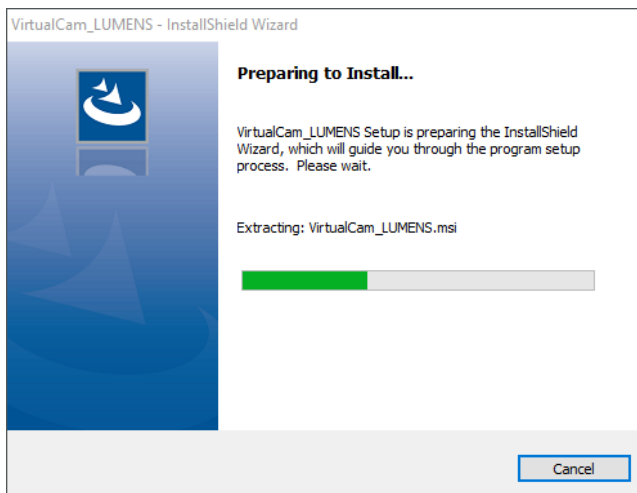 VirtualCam_LUMENS - InstallShield Wizard
Preparing to Install...
VirtualCam_LUMENS Setup is preparing the InstallShield
Wizard, which will guide you through the program setup
process.  Please wait.
Extracting: VirtualCam_LUMENS.msi
Cancel